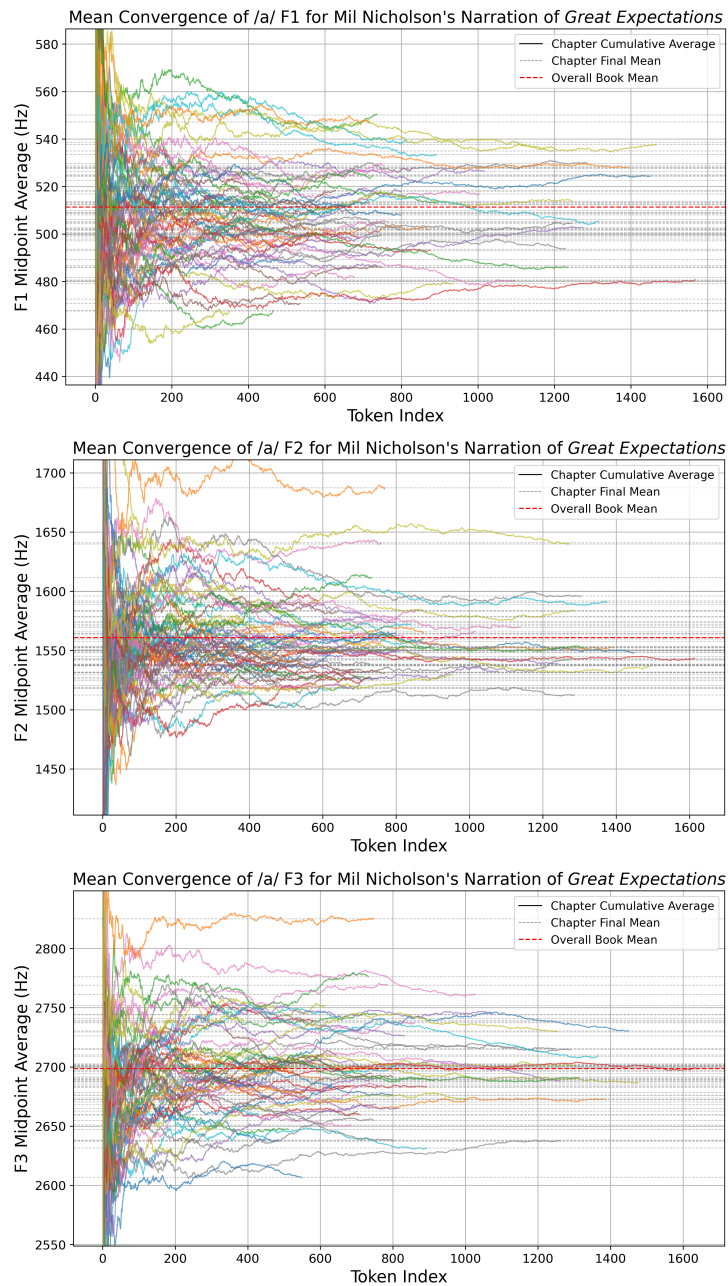 Mean Convergence of /a/ F1 for Mil Nicholson's Narration of Great Expectations
F1 Midpoint Average (Hz)
580
560
540
520
500
480
460
440
Chapter Cumulative Average
Chapter Final Mean
Overall Book Mean
0 200 400 600 800 1000 1200 1400 1600
Token Index
Mean Convergence of /a/ F2 for Mil Nicholson's Narration of Great Expectations
F2 Midpoint Average (Hz)
1700
1650
1600
1550
1500
1450
Chapter Cumulative Average
Chapter Final Mean
Overall Book Mean
0 200 400 600 800 1000 1200 1400 1600
Token Index
Mean Convergence of /a/ F3 for Mil Nicholson's Narration of Great Expectations
F3 Midpoint Average (Hz)
2800
2750
2700
2650
2600
2550
Chapter Cumulative Average
Chapter Final Mean
Overall Book Mean
0 200 400 600 800 1000 1200 1400 1600
Token Index